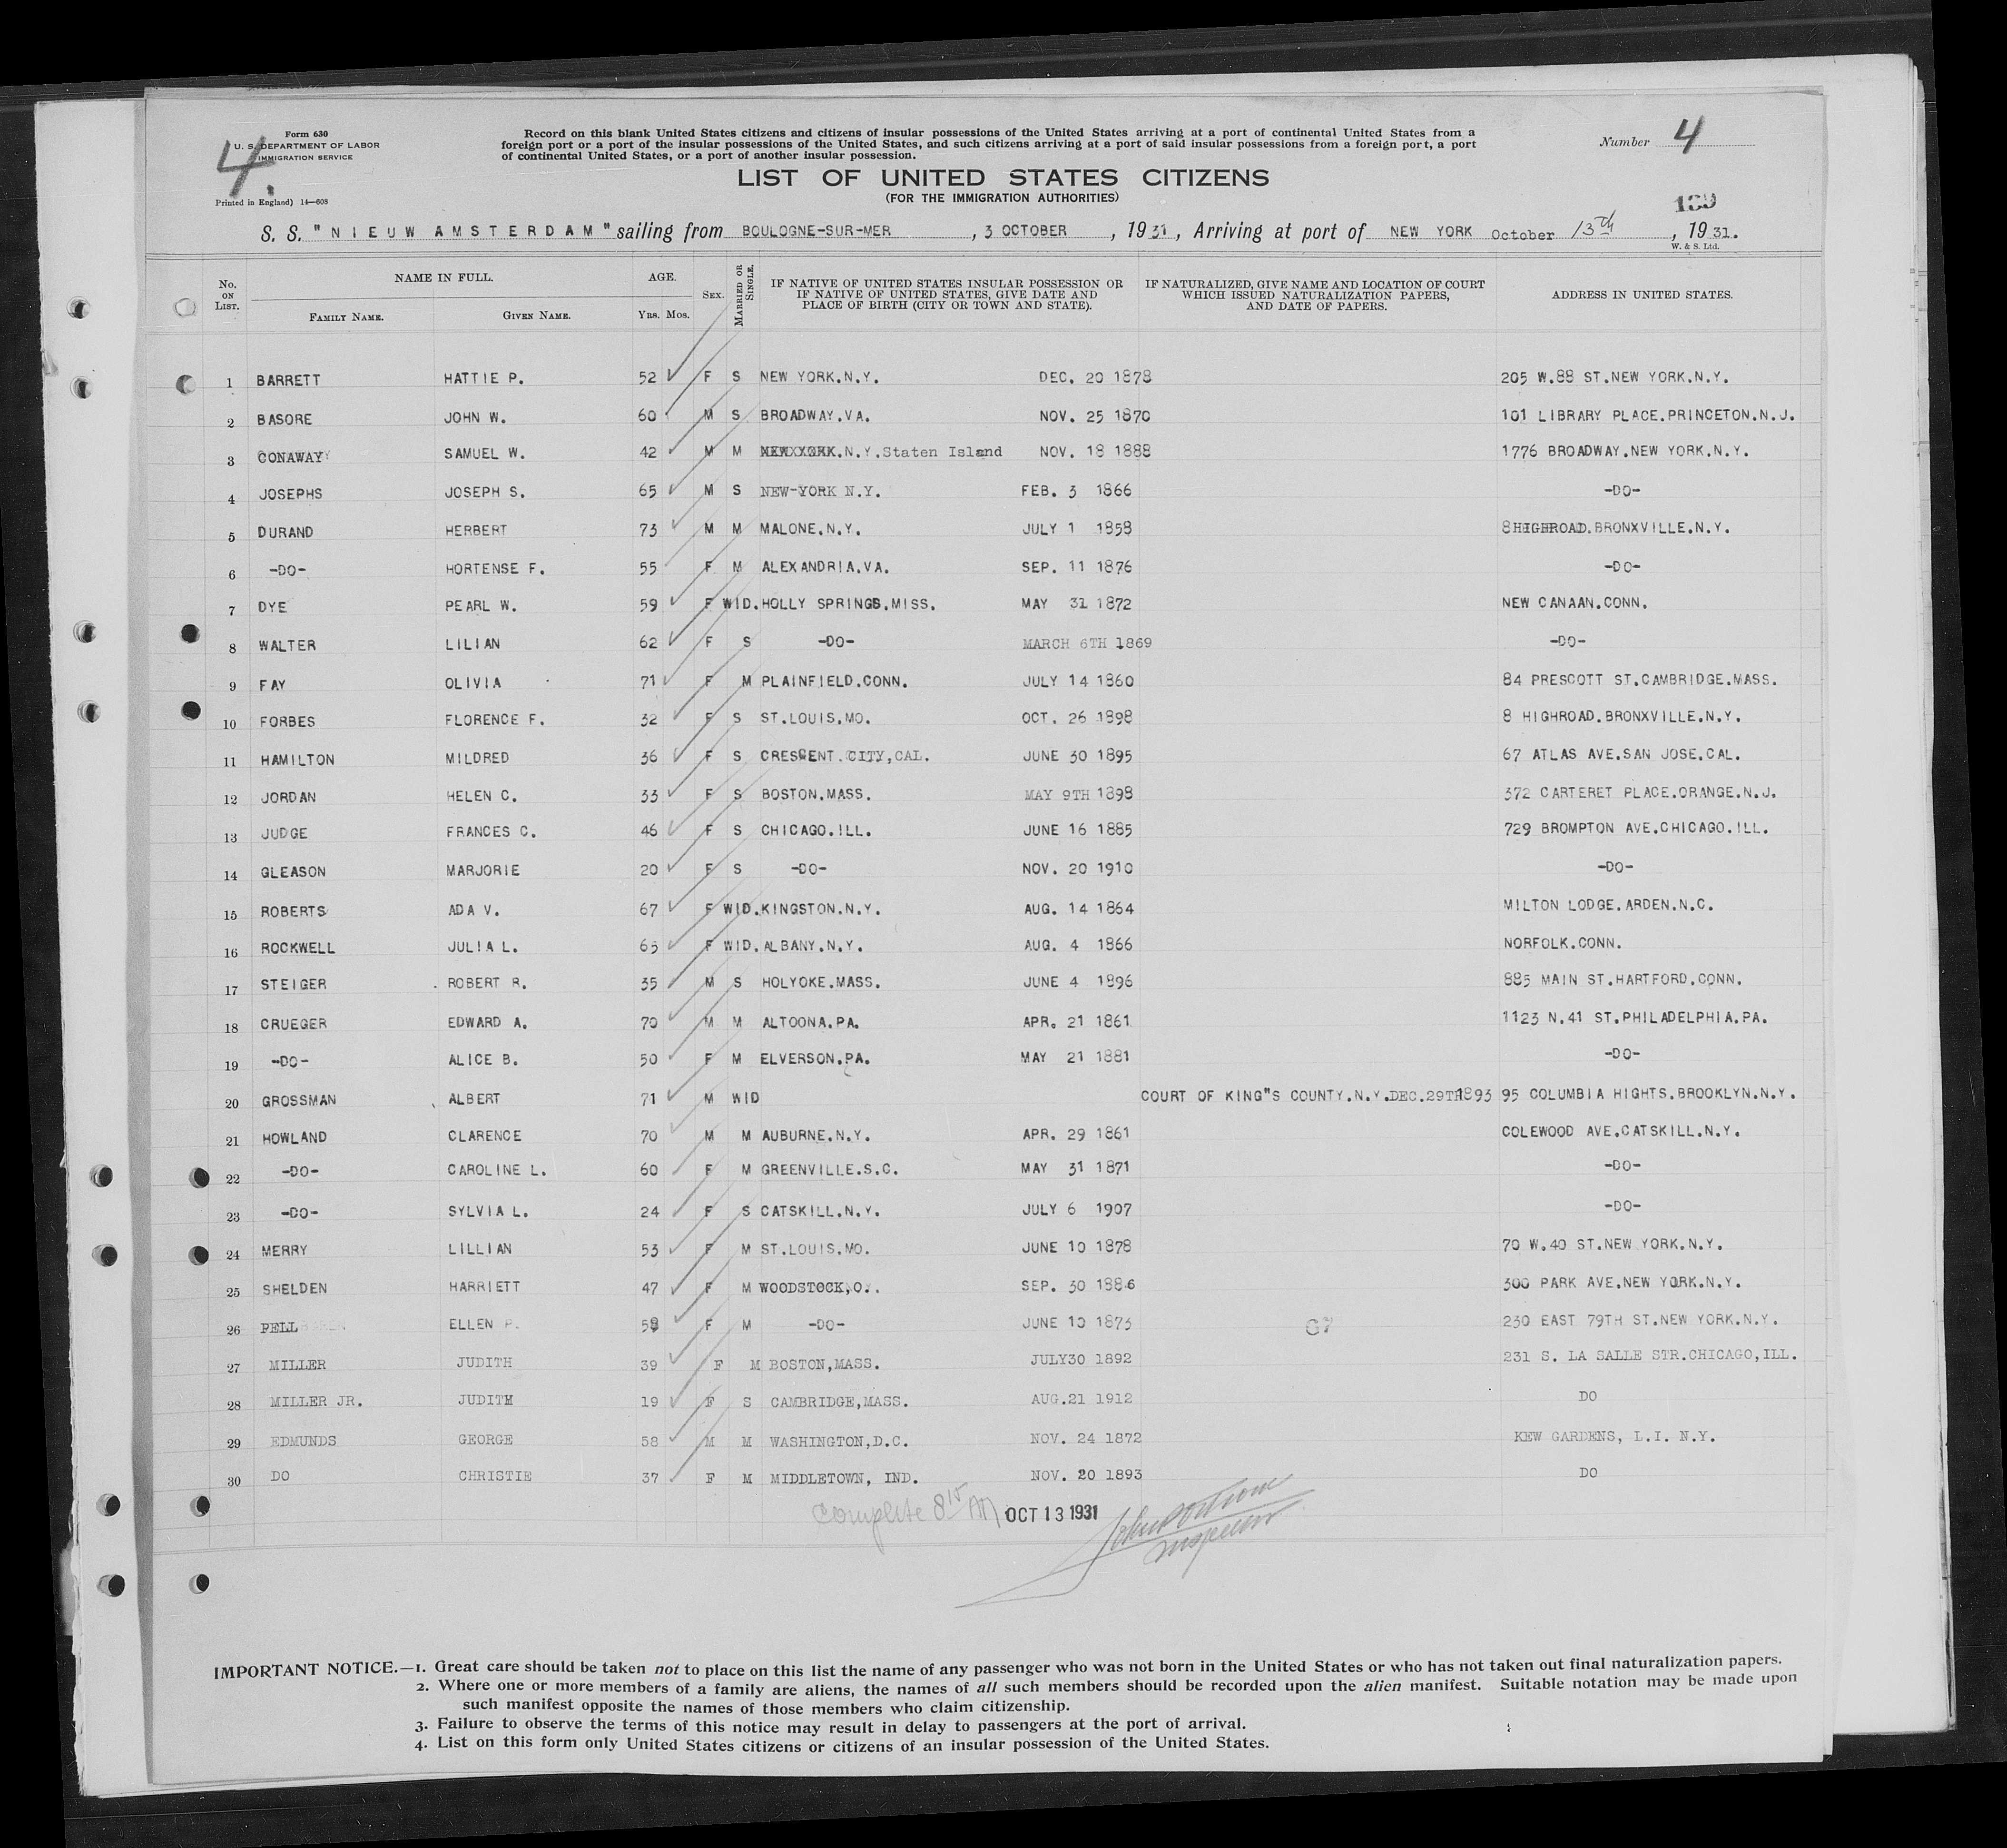 Form 630
U. S. DEPARTMENT OF LABOR
IMMIGRATION SERVICE
4.
Printed in England) 14—608
Record on this blank United States citizens and citizens of insular possessions of the United States arriving at a port of continental United States from a
foreign port or a port of the insular possessions of the United States, and such citizens arriving at a port of said insular possessions from a foreign port, a port
of continental United States, or a port of another insular possession.
Number 4
LIST OF UNITED STATES CITIZENS
(FOR THE IMMIGRATION AUTHORITIES)
S. S. "NIEUW AMSTERDAM" sailing from BOULOGNE-SUR-MER, 3 OCTOBER, 1931, Arriving at port of NEW YORK October 13th, 1931.
W. & S. Ltd.
No. ON LIST. NAME IN FULL. FAMILY NAME. GIVEN NAME. AGE. YRS. MOS. SEX. MARRIED OR SINGLE. IF NATIVE OF UNITED STATES INSULAR POSSESSION OR IF NATIVE OF UNITED STATES, GIVE DATE AND PLACE OF BIRTH (CITY OR TOWN AND STATE). IF NATURALIZED, GIVE NAME AND LOCATION OF COURT WHICH ISSUED NATURALIZATION PAPERS, AND DATE OF PAPERS. ADDRESS IN UNITED STATES.
1 BARRETT HATTIE P. 52 F S NEW YORK.N.Y. DEC. 20 1878 205 W.88 ST.NEW YORK.N.Y.
2 BASORE JOHN W. 60 M S BROADWAY.VA. NOV. 25 1870 101 LIBRARY PLACE.PRINCETON.N.J.
3 CONAWAY SAMUEL W. 42 M M NEW YORK.N.Y.Staten Island NOV. 18 1888 1776 BROADWAY.NEW YORK.N.Y.
4 JOSEPHS JOSEPH S. 65 M S NEW-YORK N.Y. FEB. 3 1866 -DO-
5 DURAND HERBERT 73 M M MALONE.N.Y. JULY 1 1858 8HIGHROAD.BRONXVILLE.N.Y.
6 -DO- HORTENSE F. 55 F M ALEXANDRIA.VA. SEP. 11 1876 -DO-
7 DYE PEARL W. 59 F WID. HOLLY SPRINGS.MISS. MAY 31 1872 NEW CANAAN.CONN.
8 WALTER LILIAN 62 F S -DO- MARCH 6TH 1869 -DO-
9 FAY OLIVIA 71 F M PLAINFIELD.CONN. JULY 14 1860 84 PRESCOTT ST.CAMBRIDGE.MASS.
10 FORBES FLORENCE F. 32 F S ST.LOUIS.MO. OCT. 26 1898 8 HIGHROAD.BRONXVILLE.N.Y.
11 HAMILTON MILDRED 36 F S CRESCENT.CITY,CAL. JUNE 30 1895 67 ATLAS AVE.SAN JOSE.CAL.
12 JORDAN HELEN C. 33 F S BOSTON.MASS. MAY 9TH 1898 372 CARTERET PLACE.ORANGE.N.J.
13 JUDGE FRANCES C. 46 F S CHICAGO.ILL. JUNE 16 1885 729 BROMPTON AVE.CHICAGO.ILL.
14 GLEASON MARJORIE 20 F S -DO- NOV. 20 1910 -DO-
15 ROBERTS ADA V. 67 F WID. KINGSTON.N.Y. AUG. 14 1864 MILTON LODGE.ARDEN.N.C.
16 ROCKWELL JULIA L. 65 F WID. ALBANY.N.Y. AUG. 4 1866 NORFOLK.CONN.
17 STEIGER ROBERT R. 35 M S HOLYOKE.MASS. JUNE 4 1896 885 MAIN ST.HARTFORD.CONN.
18 CRUEGER EDWARD A. 70 M M ALTOONA.PA. APR. 21 1861 1123 N.41 ST.PHILADELPHIA.PA.
19 -DO- ALICE B. 50 F M ELVERSON.PA. MAY 21 1881 -DO-
20 GROSSMAN ALBERT 71 M WID COURT OF KING"S COUNTY.N.Y.DEC.29TH1893 95 COLUMBIA HIGHTS.BROOKLYN.N.Y.
21 HOWLAND CLARENCE 70 M M AUBURNE.N.Y. APR. 29 1861 COLEWOOD AVE.CATSKILL.N.Y.
22 -DO- CAROLINE L. 60 F M GREENVILLE.S.C. MAY 31 1871 -DO-
23 -DO- SYLVIA L. 24 F S CATSKILL.N.Y. JULY 6 1907 -DO-
24 MERRY LILLIAN 53 F M ST.LOUIS.MO. JUNE 10 1878 70 W.40 ST.NEW YORK.N.Y.
25 SHELDEN HARRIETT 47 F M WOODSTOCK,O.. SEP. 30 1886 300 PARK AVE.NEW YORK.N.Y.
26 PELL ELLEN P. F M -DO- JUNE 10 1873 230 EAST 79TH ST.NEW YORK.N.Y.
27 MILLER JUDITH 39 F M BOSTON,MASS. JULY30 1892 231 S. LA SALLE STR.CHICAGO,ILL.
28 MILLER JR. JUDITH 19 F S CAMBRIDGE,MASS. AUG.21 1912 DO
29 EDMUNDS GEORGE 58 M M WASHINGTON,D.C. NOV. 24 1872 KEW GARDENS, L.I. N.Y.
30 DO CHRISTIE 37 F M MIDDLETOWN, IND. NOV. 20 1893 DO
Complete 8 15 AM OCT 13 1931
Inspector
IMPORTANT NOTICE.—1. Great care should be taken not to place on this list the name of any passenger who was not born in the United States or who has not taken out final naturalization papers.
2. Where one or more members of a family are aliens, the names of all such members should be recorded upon the alien manifest. Suitable notation may be made upon
such manifest opposite the names of those members who claim citizenship.
3. Failure to observe the terms of this notice may result in delay to passengers at the port of arrival.
4. List on this form only United States citizens or citizens of an insular possession of the United States.